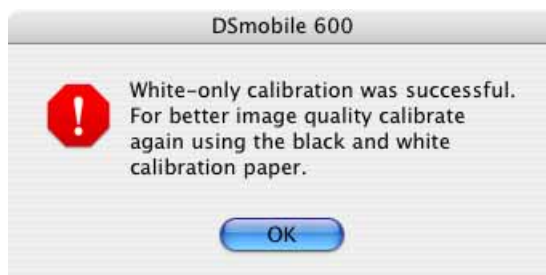 DSmobile 600
White-only calibration was successful.
For better image quality calibrate
again using the black and white
calibration paper.
OK